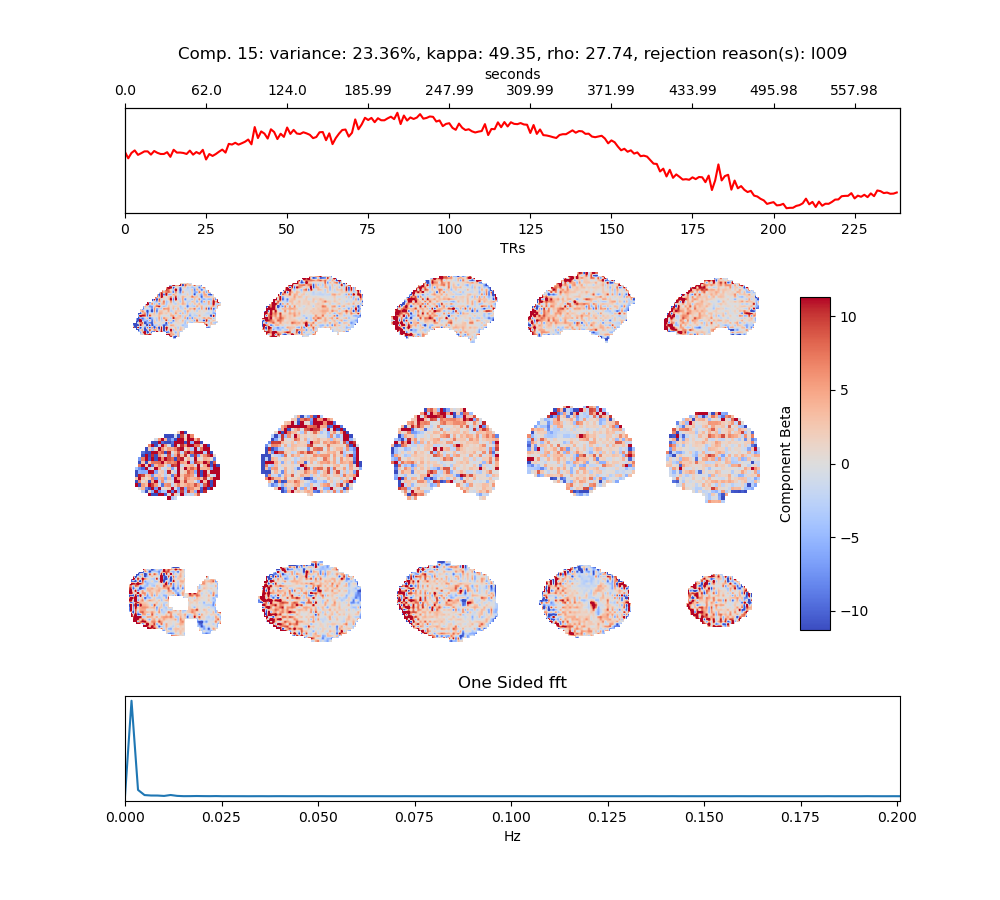 Comp. 15: variance: 23.36%, kappa: 49.35, rho: 27.74, rejection reason(s): I009
seconds
0.0 62.0 124.0 185.99 247.99 309.99 371.99 433.99 495.98 557.98
0 25 50 75 100 125 150 175 200 225
TRs
10
5
0
−5
−10
Component Beta
One Sided fft
0.000 0.025 0.050 0.075 0.100 0.125 0.150 0.175 0.200
Hz